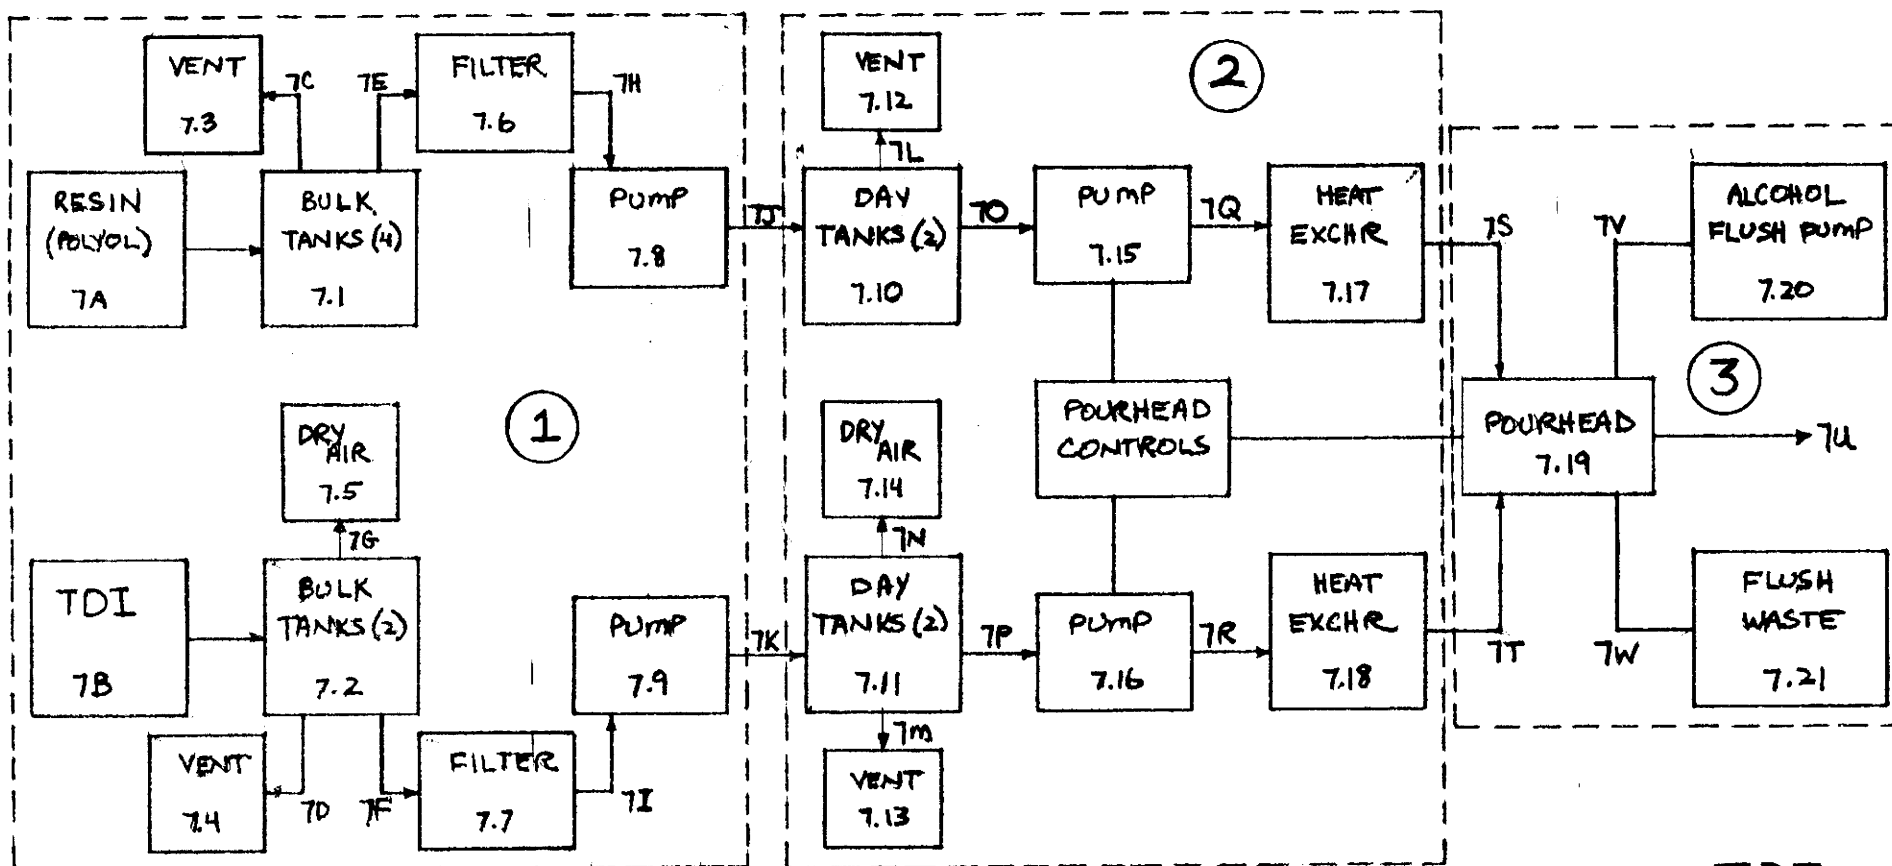 VENT
7.3
7C
7E
FILTER
7.6
7H
RESIN
(POLYOL)
7A
BULK
TANKS (4)
7.1
PUMP
7.8
7J
DRY
AIR
7.5
7G
1
TDI
7B
BULK
TANKS (2)
7.2
PUMP
7.9
7K
VENT
7.4
7D
7F
FILTER
7.7
7I
VENT
7.12
7L
2
DAY
TANKS (2)
7.10
7O
PUMP
7.15
7Q
HEAT
EXCHR
7.17
7S
DRY
AIR
7.14
7N
POURHEAD
CONTROLS
DAY
TANKS (2)
7.11
7P
PUMP
7.16
7R
HEAT
EXCHR
7.18
7T
7M
VENT
7.13
7V
ALCOHOL
FLUSH PUMP
7.20
3
POURHEAD
7.19
7U
7W
FLUSH
WASTE
7.21